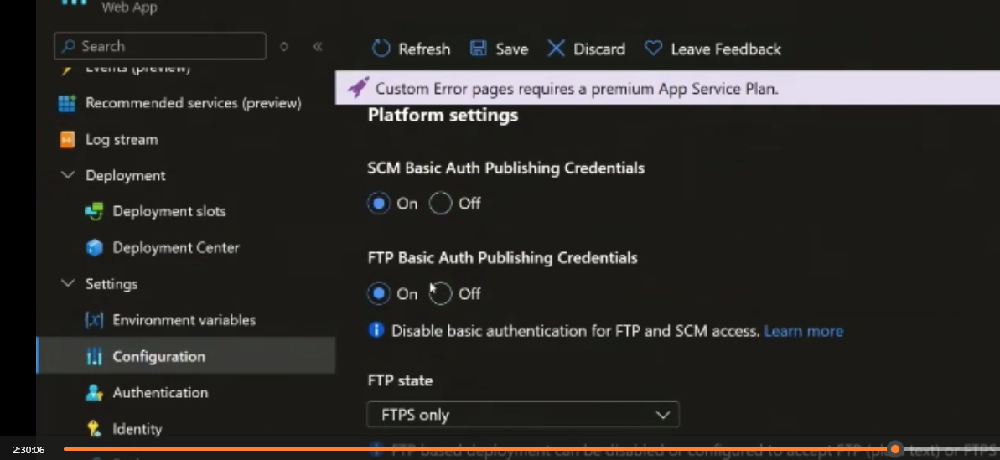 Web App
Search
Refresh Save Discard Leave Feedback
Events (preview)
Custom Error pages requires a premium App Service Plan.
Recommended services (preview)
Platform settings
Log stream
SCM Basic Auth Publishing Credentials
Deployment
On Off
Deployment slots
Deployment Center
FTP Basic Auth Publishing Credentials
Settings
On Off
Environment variables
Disable basic authentication for FTP and SCM access. Learn more
Configuration
FTP state
Authentication
FTPS only
Identity
2:30:06
FTP based deployment can be disabled or configured to accept FTP (plain text) or FTPS